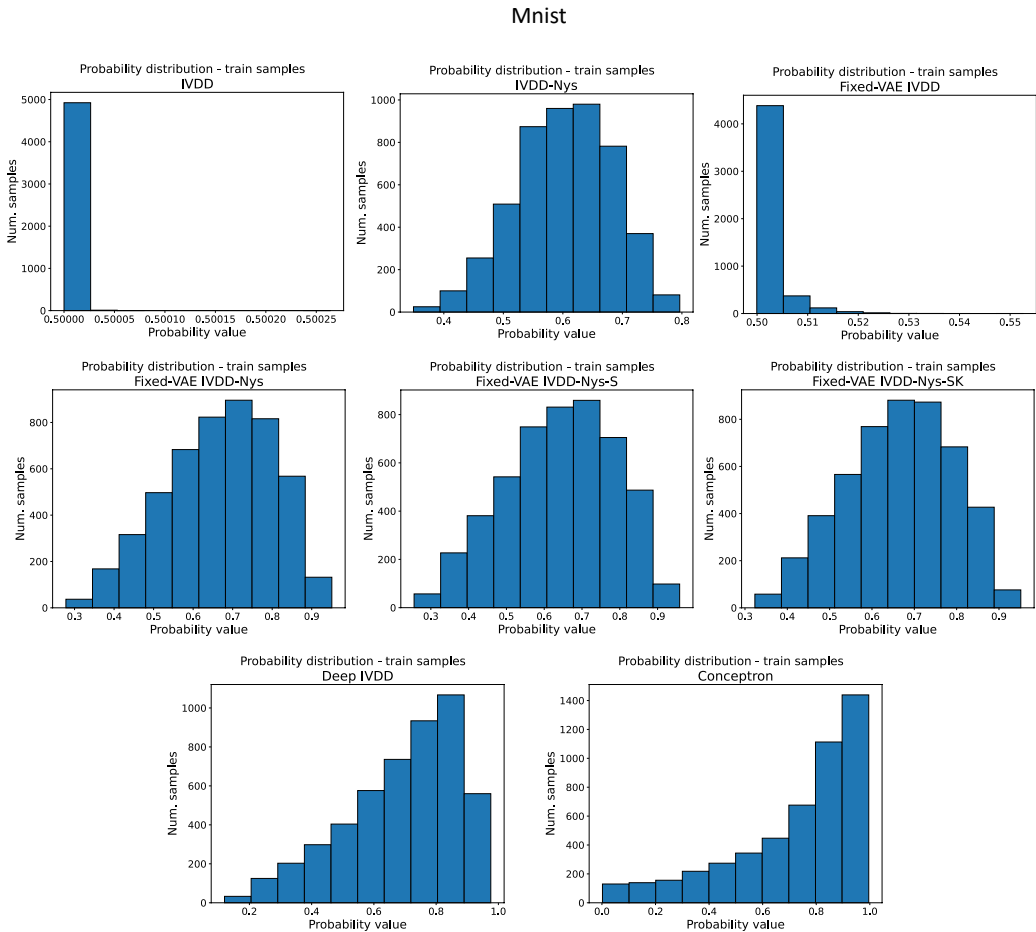 Mnist
Probability distribution - train samples
IVDD
Num. samples
5000
4000
3000
2000
1000
0
0.50000 0.50005 0.50010 0.50015 0.50020 0.50025
Probability value
Probability distribution - train samples
IVDD-Nys
Num. samples
1000
800
600
400
200
0
0.4 0.5 0.6 0.7 0.8
Probability value
Probability distribution - train samples
Fixed-VAE IVDD
Num. samples
4000
3000
2000
1000
0
0.50 0.51 0.52 0.53 0.54 0.55
Probability value
Probability distribution - train samples
Fixed-VAE IVDD-Nys
Num. samples
800
600
400
200
0
0.3 0.4 0.5 0.6 0.7 0.8 0.9
Probability value
Probability distribution - train samples
Fixed-VAE IVDD-Nys-S
Num. samples
800
600
400
200
0
0.3 0.4 0.5 0.6 0.7 0.8 0.9
Probability value
Probability distribution - train samples
Fixed-VAE IVDD-Nys-SK
Num. samples
800
600
400
200
0
0.3 0.4 0.5 0.6 0.7 0.8 0.9
Probability value
Probability distribution - train samples
Deep IVDD
Num. samples
1000
800
600
400
200
0
0.2 0.4 0.6 0.8 1.0
Probability value
Probability distribution - train samples
Conceptron
Num. samples
1400
1200
1000
800
600
400
200
0
0.0 0.2 0.4 0.6 0.8 1.0
Probability value